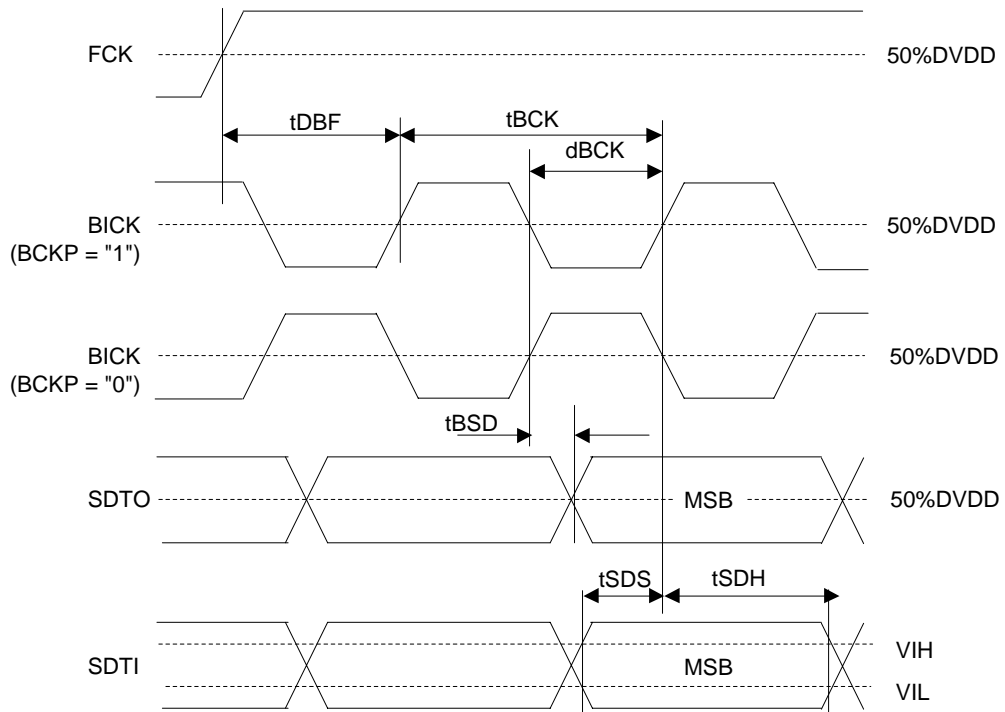 FCK
50%DVDD
tDBF
tBCK
dBCK
BICK
(BCKP = "1")
50%DVDD
BICK
(BCKP = "0")
50%DVDD
tBSD
SDTO
MSB
50%DVDD
tSDS
tSDH
SDTI
MSB
VIH
VIL